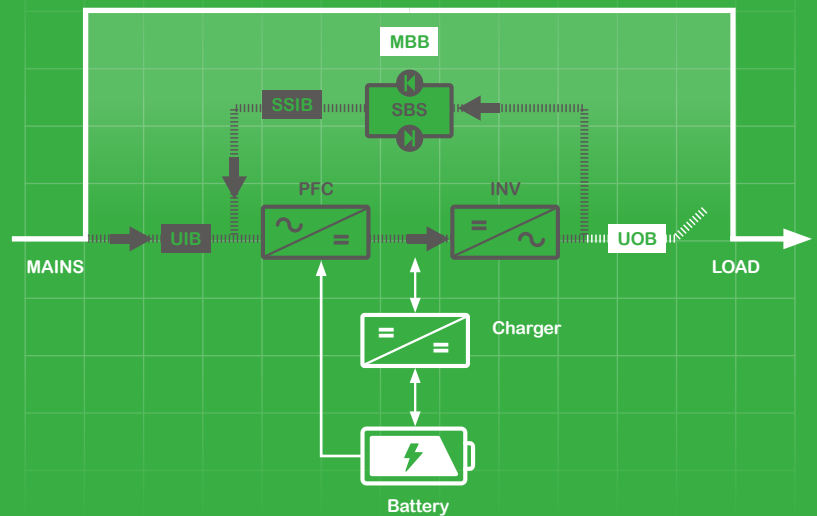 MBB
SSIB
SBS
PFC
INV
UIB
UOB
MAINS
LOAD
Charger
Battery